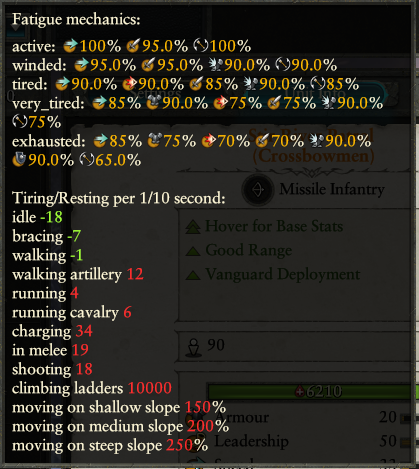 Fatigue mechanics:
active: 100% 95.0% 100%
winded: 95.0% 95.0% 90.0% 90.0%
tired: 90.0% 90.0% 85% 90.0% 85%
very_tired: 85% 90.0% 75% 75% 90.0%
75%
exhausted: 85% 75% 70% 70% 90.0%
90.0% 65.0%
Tiring/Resting per 1/10 second:
idle -18
bracing -7
walking -1
walking artillery 12
running 4
running cavalry 6
charging 34
in melee 19
shooting 18
climbing ladders 10000
moving on shallow slope 150%
moving on medium slope 200%
moving on steep slope 250%
(Crossbowmen)
Missile Infantry
Hover for Base Stats
Good Range
Vanguard Deployment
90
+6210
Armour 20
Leadership 50